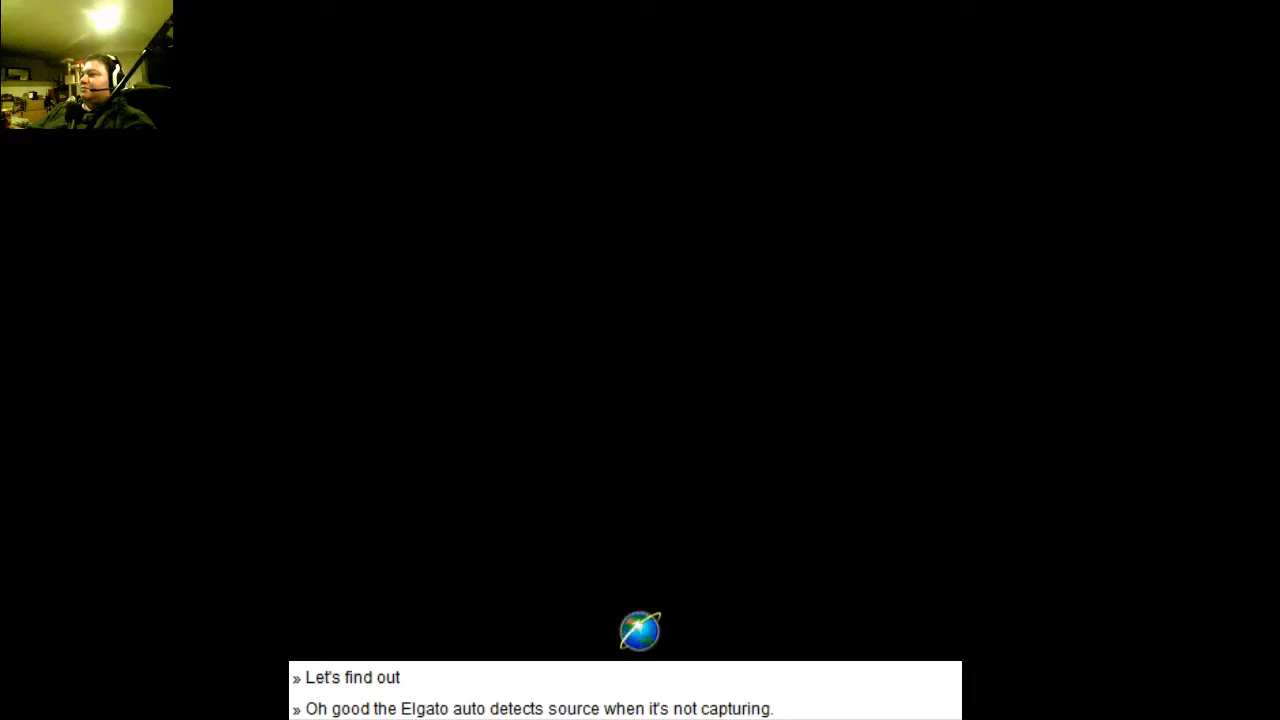 » Let's find out
» Oh good the Elgato auto detects source when it's not capturing.